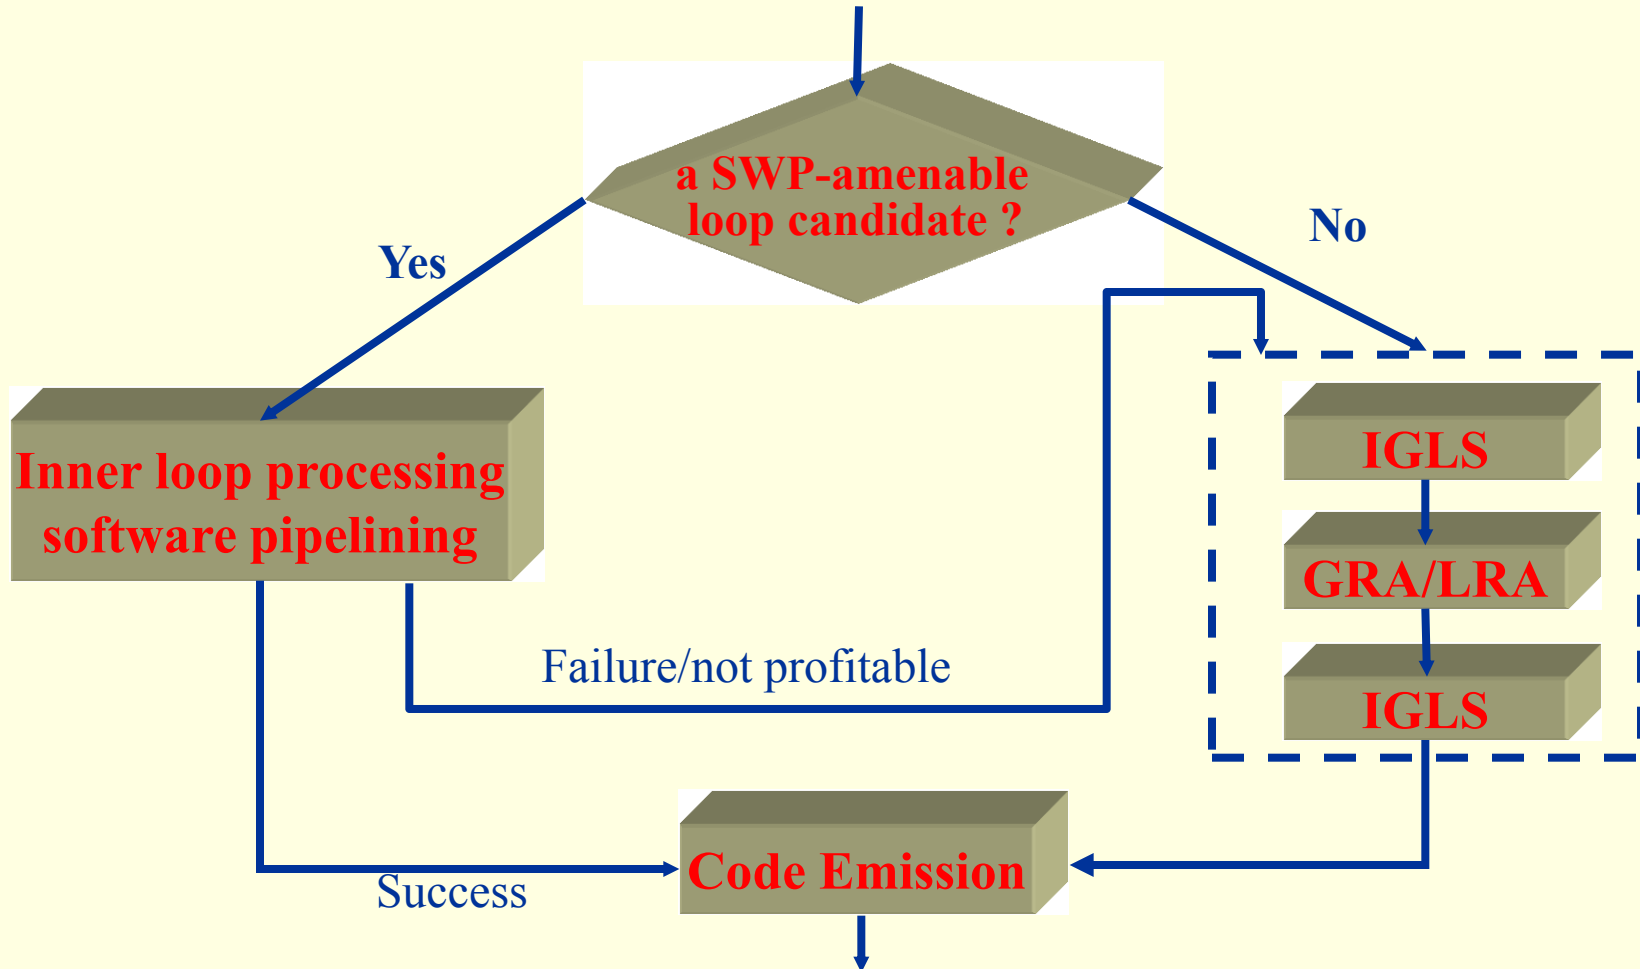 a SWP-amenable
loop candidate ?
Yes
No
Inner loop processing
software pipelining
IGLS
GRA/LRA
IGLS
Failure/not profitable
Code Emission
Success